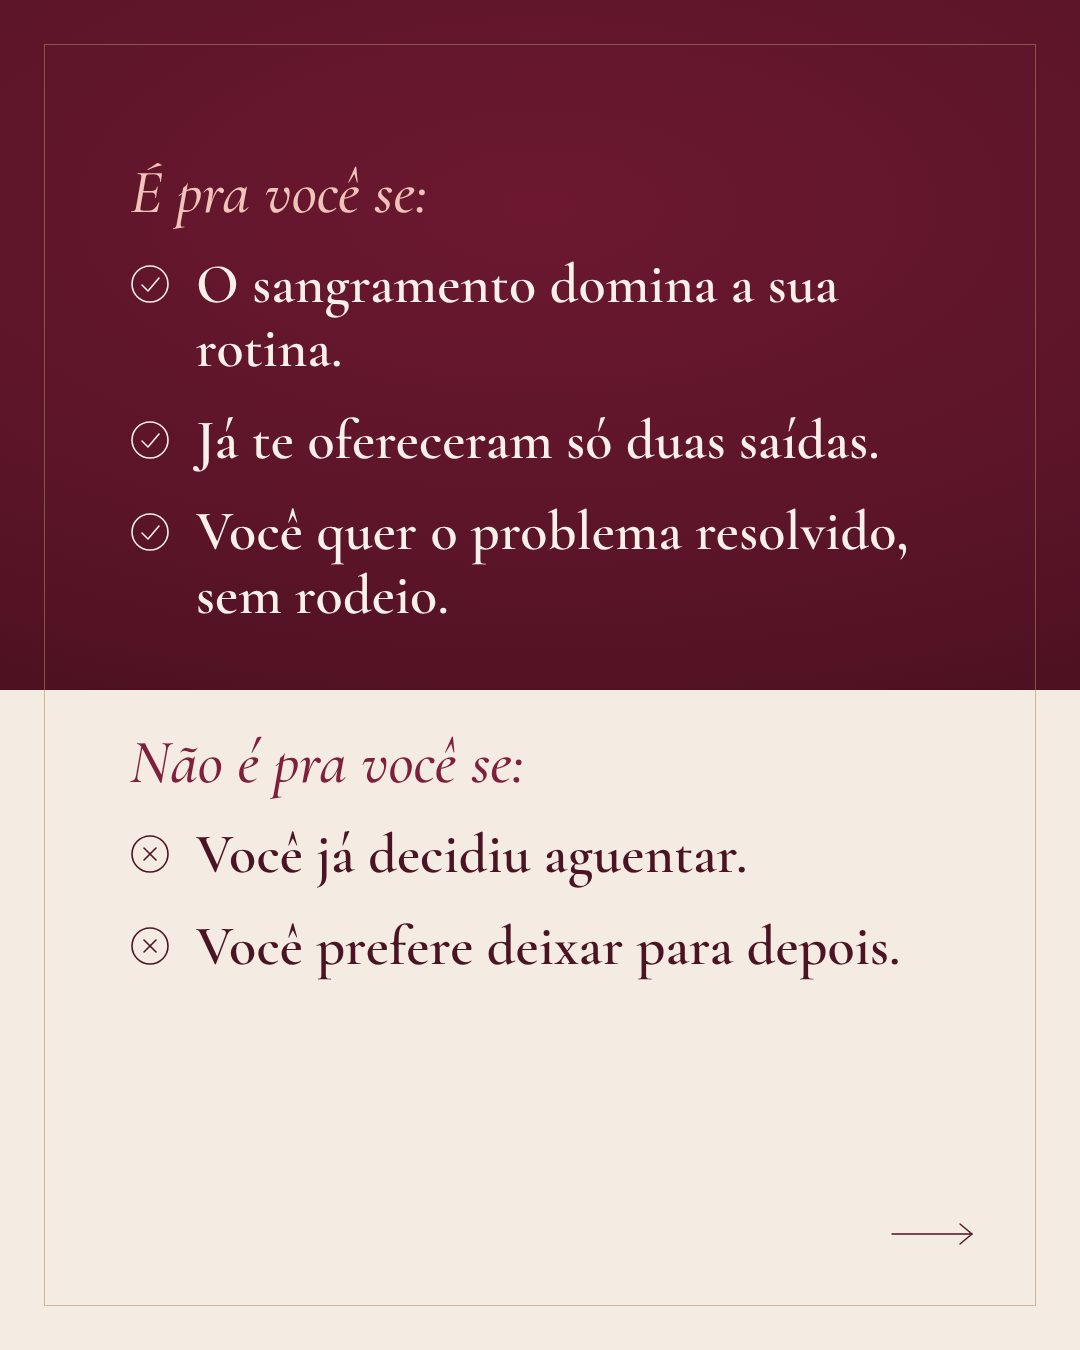 É pra você se:
O sangramento domina a sua
rotina.
Já te ofereceram só duas saídas.
Você quer o problema resolvido,
sem rodeio.
Não é pra você se:
Você já decidiu aguentar.
Você prefere deixar para depois.